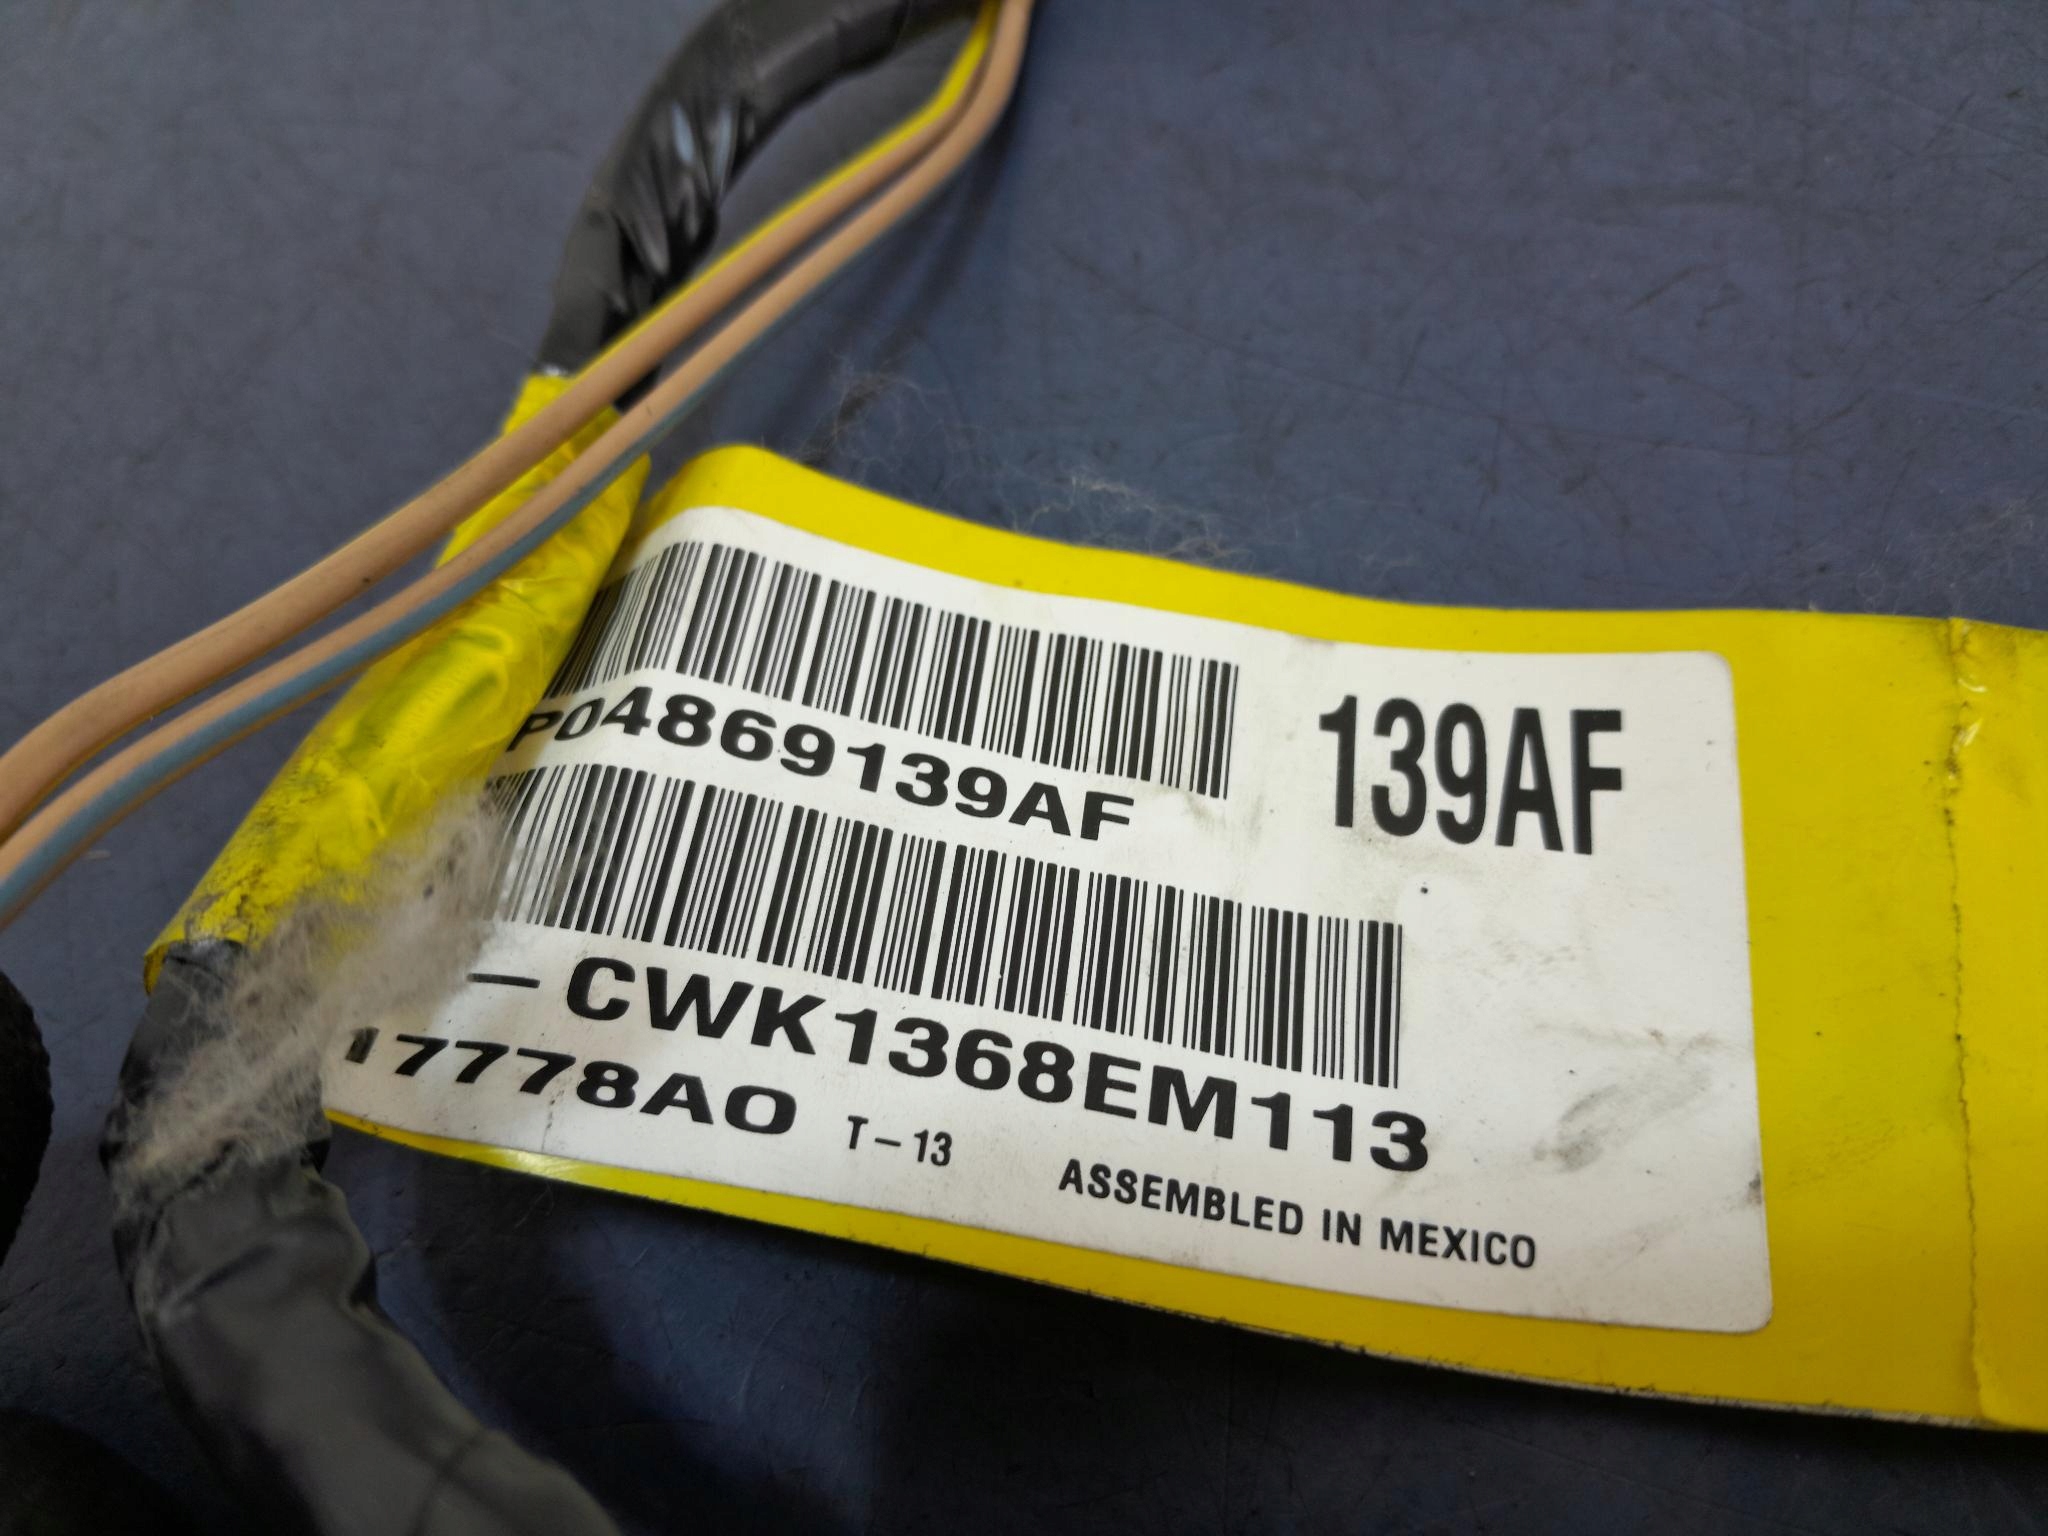 P04869139AF
139AF
–CWK1368EM113
17778AO T–13
ASSEMBLED IN MEXICO